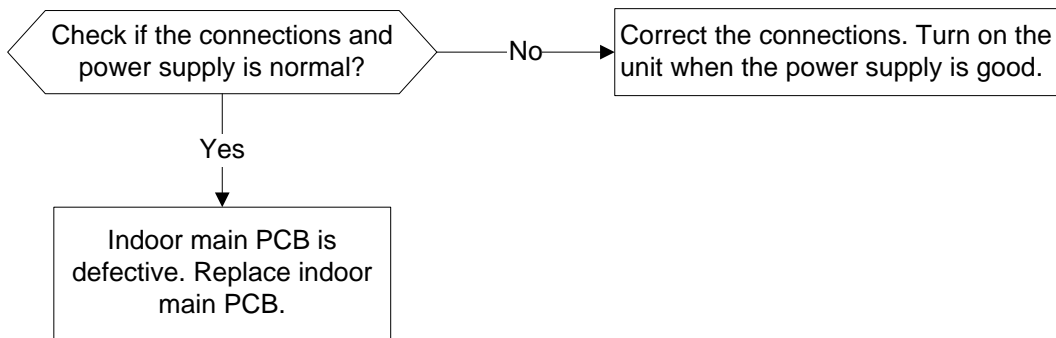 Check if the connections and
power supply is normal?
No
Correct the connections. Turn on the
unit when the power supply is good.
Yes
Indoor main PCB is
defective. Replace indoor
main PCB.